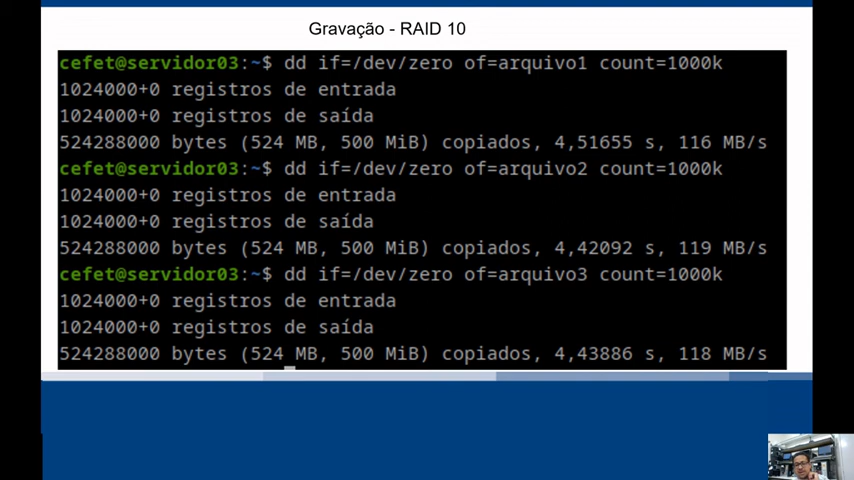 Gravação - RAID 10
cefet@servidor03:~$ dd if=/dev/zero of=arquivo1 count=1000k
1024000+0 registros de entrada
1024000+0 registros de saída
524288000 bytes (524 MB, 500 MiB) copiados, 4,51655 s, 116 MB/s
cefet@servidor03:~$ dd if=/dev/zero of=arquivo2 count=1000k
1024000+0 registros de entrada
1024000+0 registros de saída
524288000 bytes (524 MB, 500 MiB) copiados, 4,42092 s, 119 MB/s
cefet@servidor03:~$ dd if=/dev/zero of=arquivo3 count=1000k
1024000+0 registros de entrada
1024000+0 registros de saída
524288000 bytes (524 MB, 500 MiB) copiados, 4,43886 s, 118 MB/s